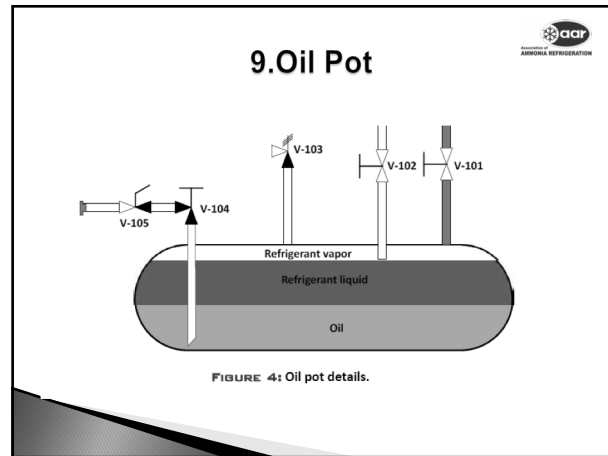 9.Oil Pot
aar
Association of
AMMONIA REFRIGERATION
V-103
V-102
V-101
V-104
V-105
Refrigerant vapor
Refrigerant liquid
Oil
FIGURE 4: Oil pot details.